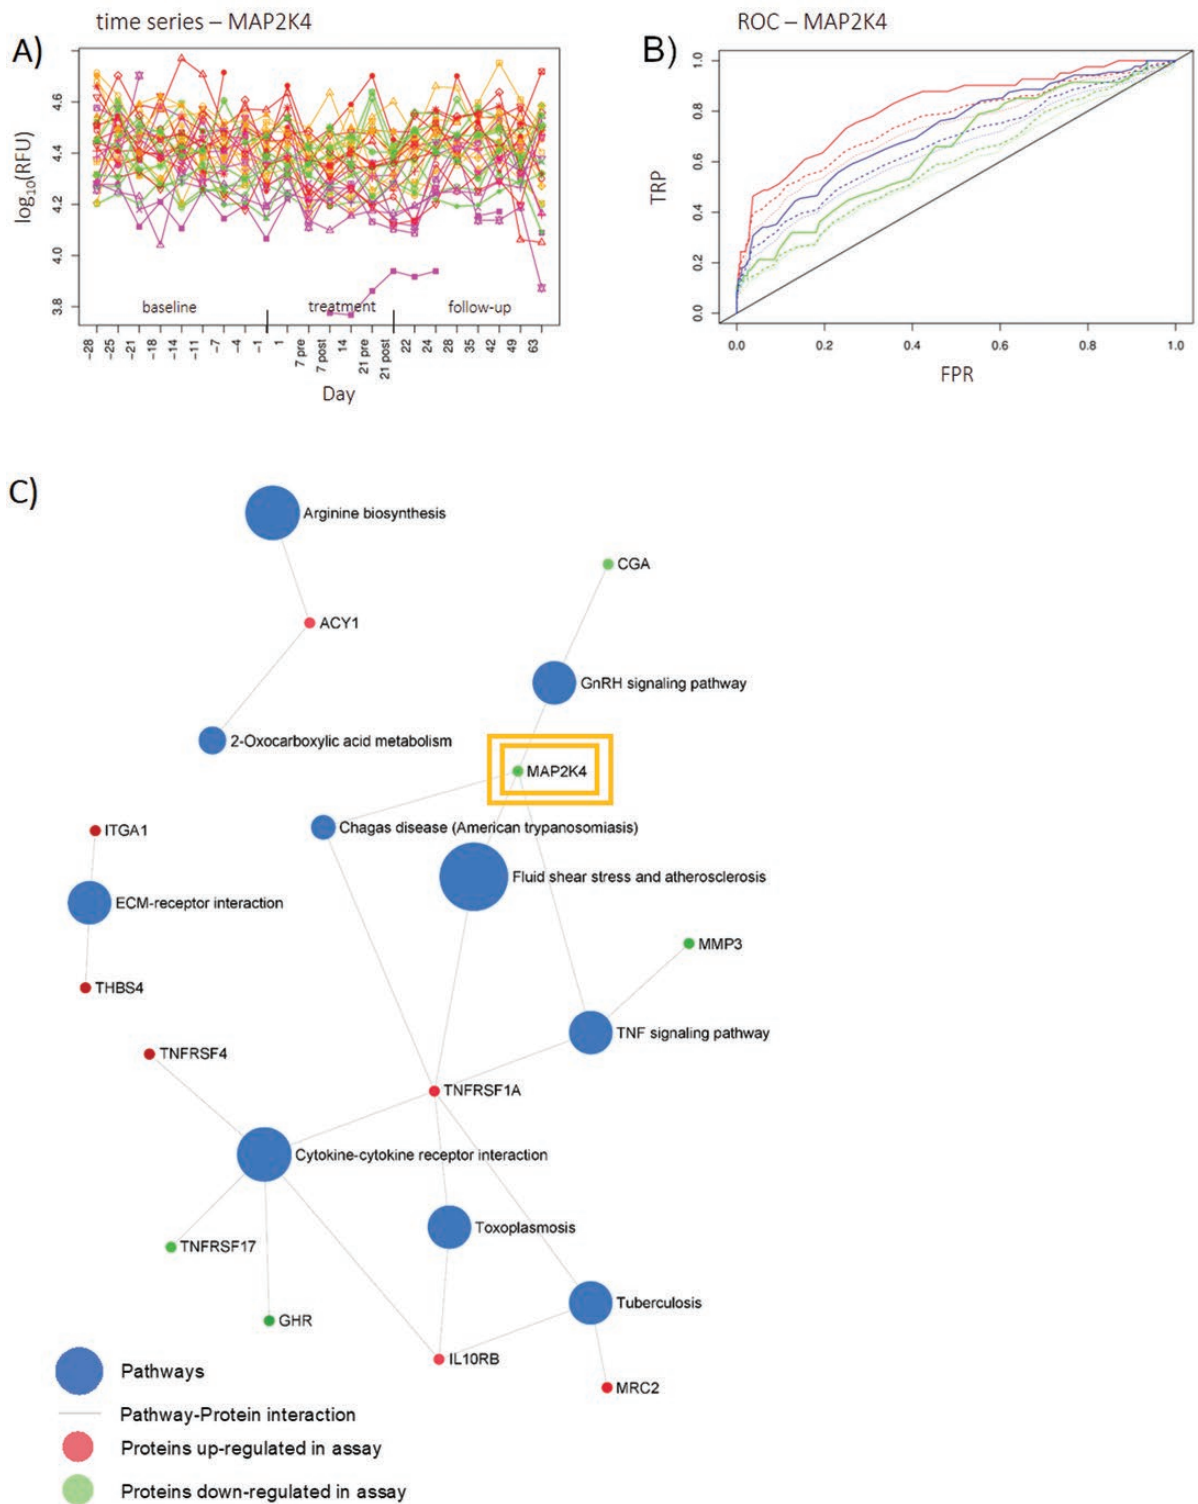 time series – MAP2K4
A)
log10(RFU)
4.6
4.4
4.2
4.0
3.8
baseline
treatment
follow-up
−28
−25
−21
−18
−14
−11
−7
−4
−1
1
7 pre
7 post
14
21 pre
21 post
22
24
28
35
42
49
63
Day
ROC – MAP2K4
B)
TRP
1.0
0.8
0.6
0.4
0.2
0.0
0.0
0.2
0.4
0.6
0.8
1.0
FPR
C)
Arginine biosynthesis
CGA
ACY1
GnRH signaling pathway
2-Oxocarboxylic acid metabolism
MAP2K4
Chagas disease (American trypanosomiasis)
ITGA1
Fluid shear stress and atherosclerosis
ECM-receptor interaction
MMP3
THBS4
TNF signaling pathway
TNFRSF4
TNFRSF1A
Cytokine-cytokine receptor interaction
Toxoplasmosis
TNFRSF17
Tuberculosis
GHR
IL10RB
MRC2
Pathways
Pathway-Protein interaction
Proteins up-regulated in assay
Proteins down-regulated in assay